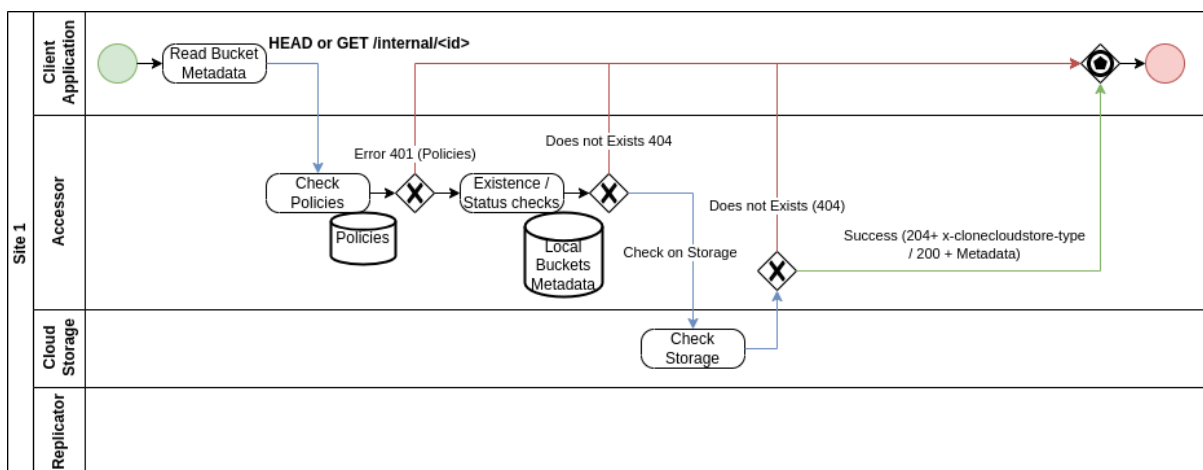 Site 1
Client
Application
Read Bucket
Metadata
HEAD or GET /internal/<id>
Accessor
Error 401 (Policies)
Does not Exists 404
Check
Policies
Policies
Existence /
Status checks
Local
Buckets
Metadata
Does not Exists (404)
Check on Storage
Success (204+ x-clonecloudstore-type
/ 200 + Metadata)
Cloud
Storage
Check
Storage
Replicator